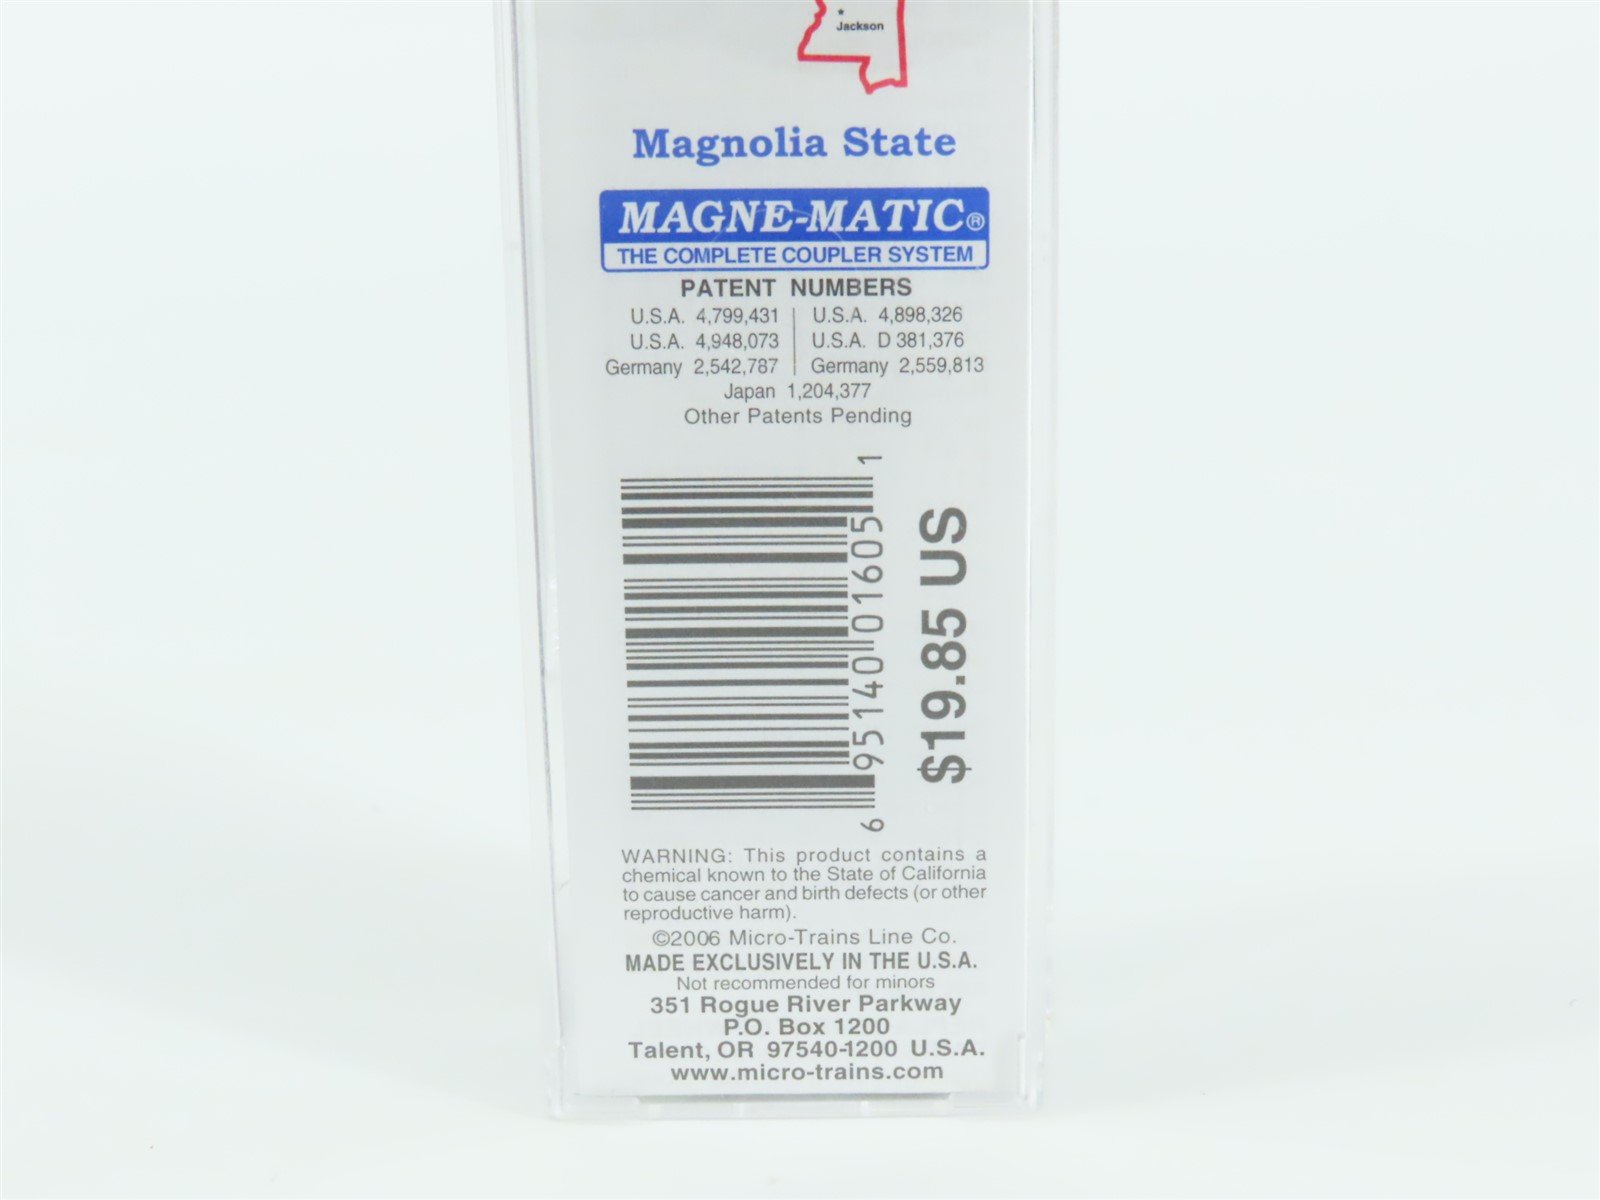 Jackson
Magnolia State
MAGNE-MATIC®
THE COMPLETE COUPLER SYSTEM
PATENT NUMBERS
U.S.A. 4,799,431 | U.S.A. 4,898,326
U.S.A. 4,948,073 | U.S.A. D 381,376
Germany 2,542,787 | Germany 2,559,813
Japan 1,204,377
Other Patents Pending
6 95140 01605 1
$19.85 US
WARNING: This product contains a
chemical known to the State of California
to cause cancer and birth defects (or other
reproductive harm).
©2006 Micro-Trains Line Co.
MADE EXCLUSIVELY IN THE U.S.A.
Not recommended for minors
351 Rogue River Parkway
P.O. Box 1200
Talent, OR 97540-1200 U.S.A.
www.micro-trains.com